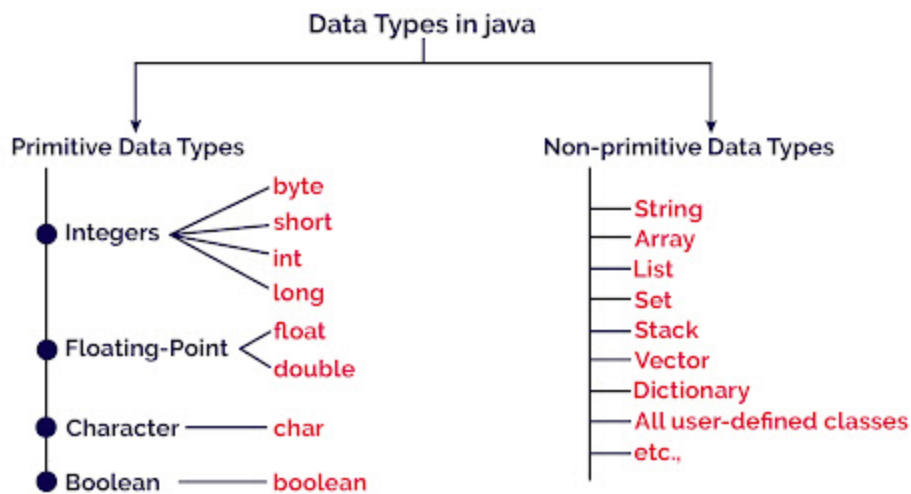 Data Types in java
Primitive Data Types
Integers
byte
short
int
long
Floating-Point
float
double
Character
char
Boolean
boolean
Non-primitive Data Types
String
Array
List
Set
Stack
Vector
Dictionary
All user-defined classes
etc.,